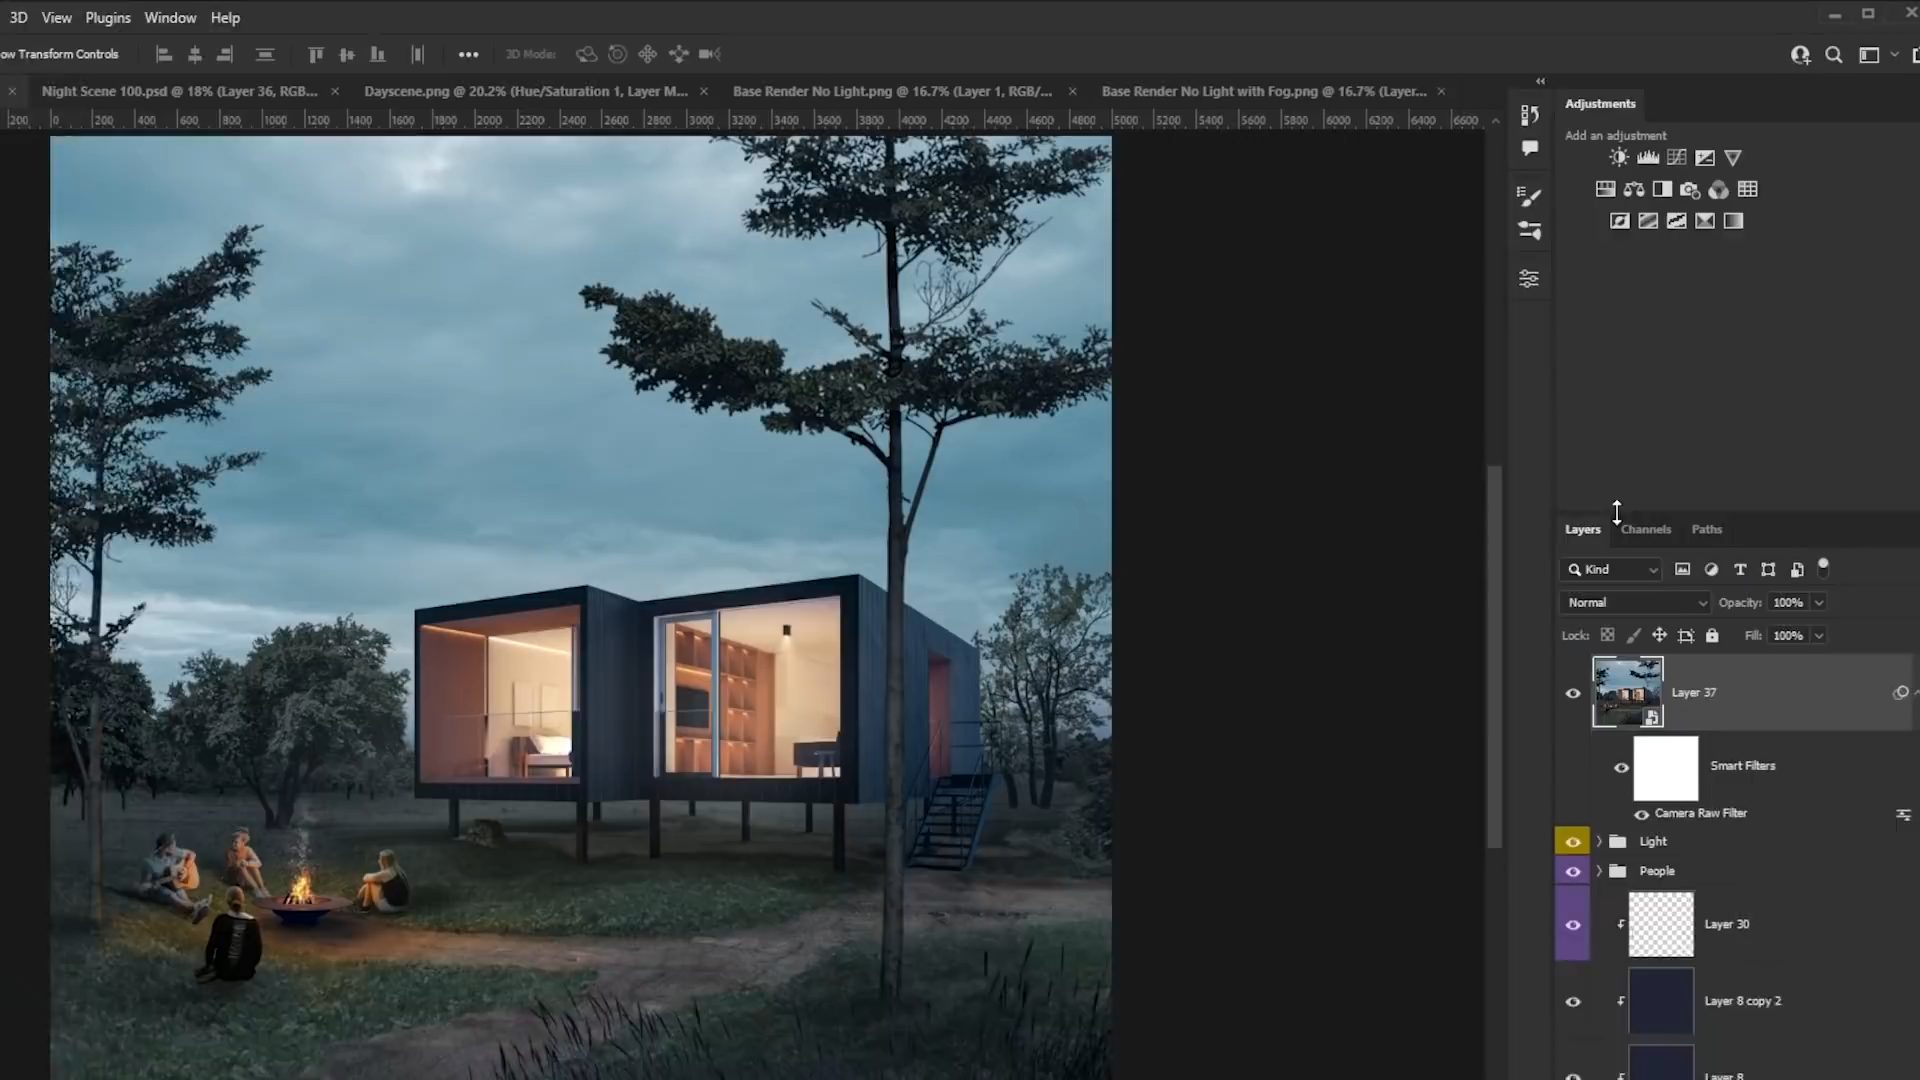 3D View Plugins Window Help
ow Transform Controls
3D Mode:
Night Scene 100.psd @ 18% (Layer 36, RGB... Dayscene.png @ 20.2% (Hue/Saturation 1, Layer M... Base Render No Light.png @ 16.7% (Layer 1, RGB/... Base Render No Light with Fog.png @ 16.7% (Layer...
200 0 200 400 600 800 1000 1200 1400 1600 1800 2000 2200 2400 2600 2800 3000 3200 3400 3600 3800 4000 4200 4400 4600 4800 5000 5200 5400 5600 5800 6000 6200 6400 6600
Adjustments
Add an adjustment
Layers Channels Paths
Kind
Normal Opacity: 100%
Lock: Fill: 100%
Layer 37
Smart Filters
Camera Raw Filter
Light
People
Layer 30
Layer 8 copy 2
Layer 8